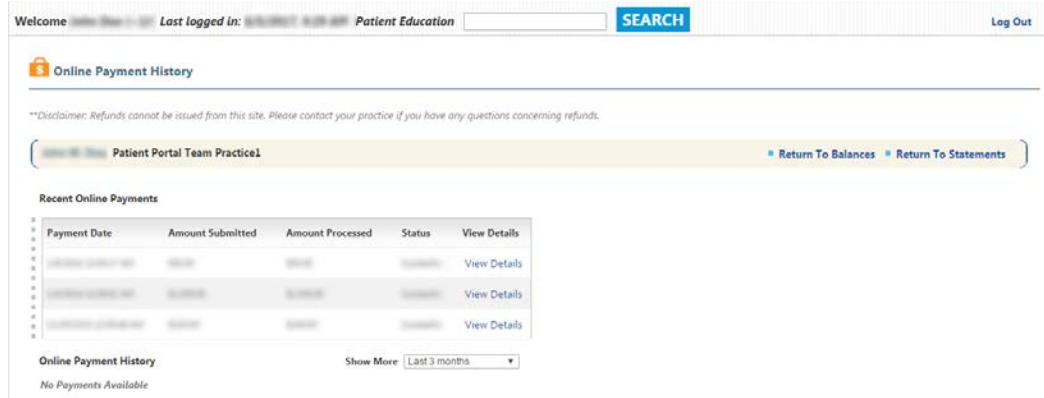 Welcome Last logged in: Patient Education SEARCH Log Out
Online Payment History
**Disclaimer: Refunds cannot be issued from this site. Please contact your practice if you have any questions concerning refunds.
Patient Portal Team Practice1 Return To Balances Return To Statements
Recent Online Payments
Payment Date Amount Submitted Amount Processed Status View Details
View Details
View Details
View Details
Online Payment History Show More Last 3 months
No Payments Available